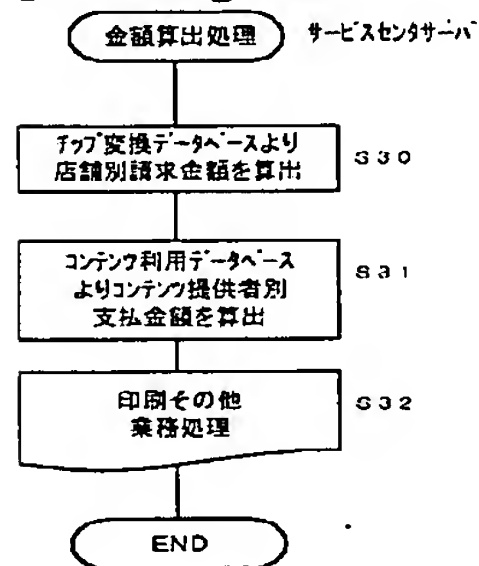 金額算出処理 サービスセンタサーバ
チップ変換データベースより
店舗別請求金額を算出
S30
コンテンツ利用データベース
よりコンテンツ提供者別
支払金額を算出
S31
印刷その他
業務処理
S32
END